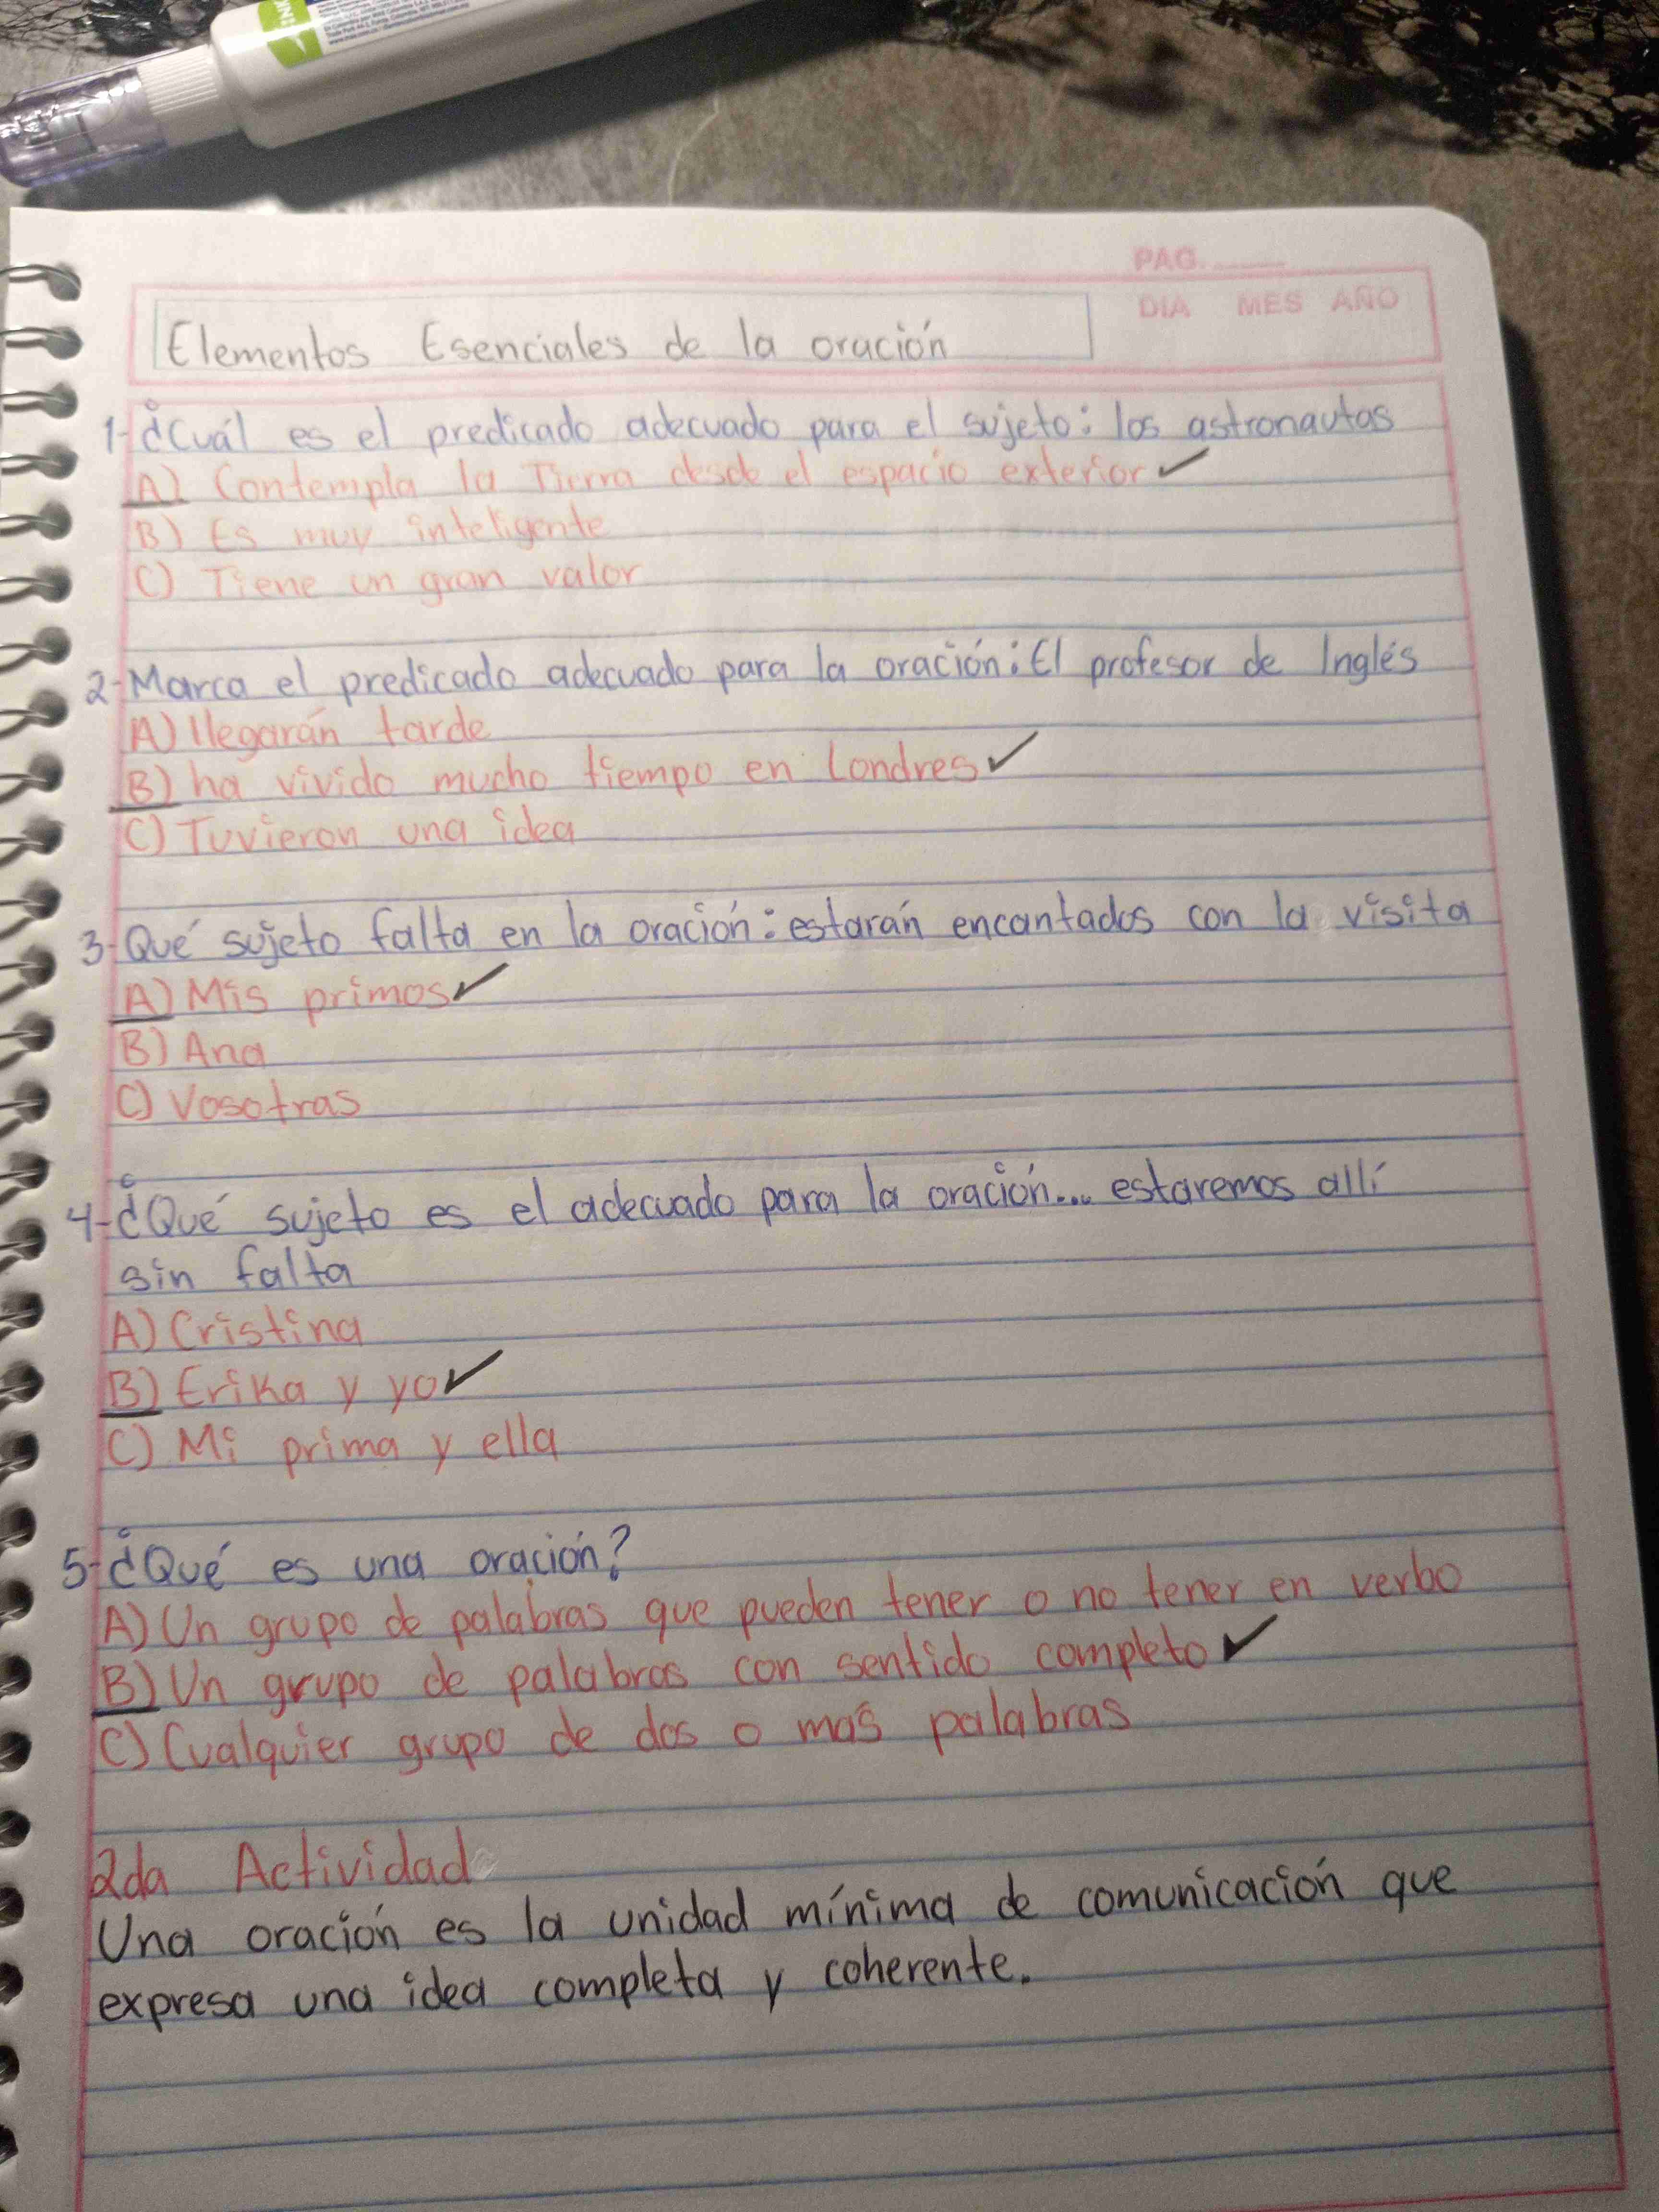 PAG.
DIA MES AÑO
Elementos Esenciales de la oración
1- ¿Cuál es el predicado adecuado para el sujeto: los astronautas
A) Contempla la Tierra desde el espacio exterior ✓
B) Es muy inteligente
C) Tiene un gran valor
2- Marca el predicado adecuado para la oración: El profesor de Inglés
A) llegarán tarde
B) ha vivido mucho tiempo en Londres ✓
C) Tuvieron una idea
3- Qué sujeto falta en la oración: estarán encantados con la visita
A) Mis primos ✓
B) Ana
C) Vosotras
4- ¿Qué sujeto es el adecuado para la oración... estaremos allí
sin falta
A) Cristina
B) Erika y yo ✓
C) Mi prima y ella
5- ¿Qué es una oración?
A) Un grupo de palabras que pueden tener o no tener en verbo
B) Un grupo de palabras con sentido completo ✓
C) Cualquier grupo de dos o mas palabras
2da Actividad
Una oración es la unidad mínima de comunicación que
expresa una idea completa y coherente.